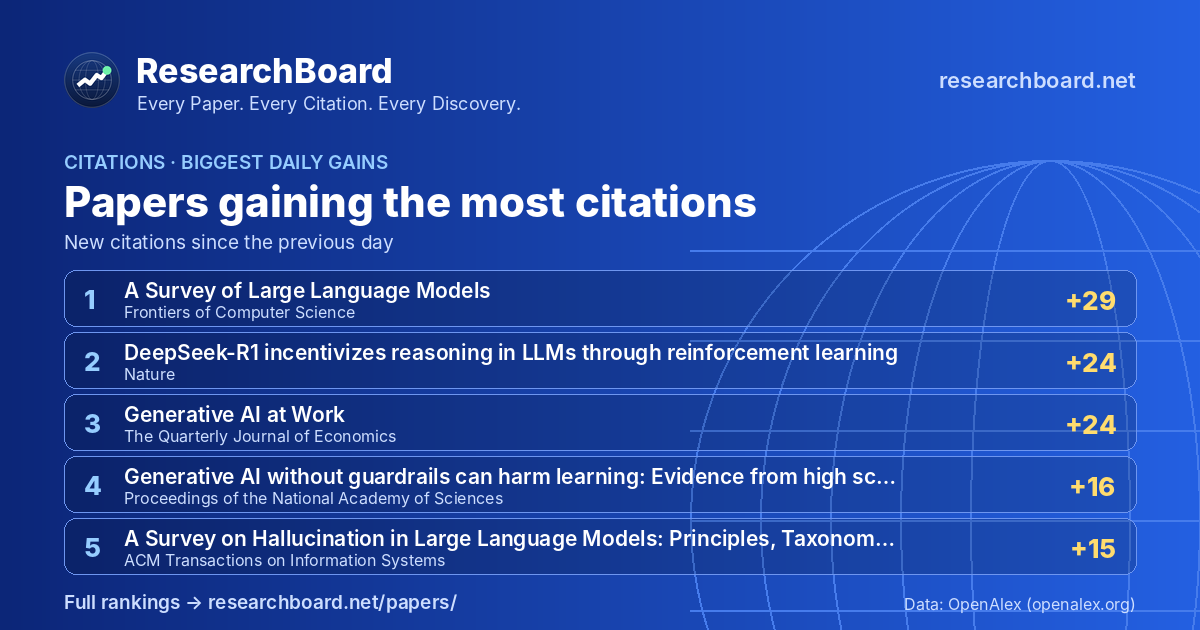 ResearchBoard
Every Paper. Every Citation. Every Discovery.
researchboard.net
CITATIONS · BIGGEST DAILY GAINS
Papers gaining the most citations
New citations since the previous day
1
A Survey of Large Language Models
Frontiers of Computer Science
+29
2
DeepSeek-R1 incentivizes reasoning in LLMs through reinforcement learning
Nature
+24
3
Generative AI at Work
The Quarterly Journal of Economics
+24
4
Generative AI without guardrails can harm learning: Evidence from high sc...
Proceedings of the National Academy of Sciences
+16
5
A Survey on Hallucination in Large Language Models: Principles, Taxonom...
ACM Transactions on Information Systems
+15
Full rankings → researchboard.net/papers/
Data: OpenAlex (openalex.org)